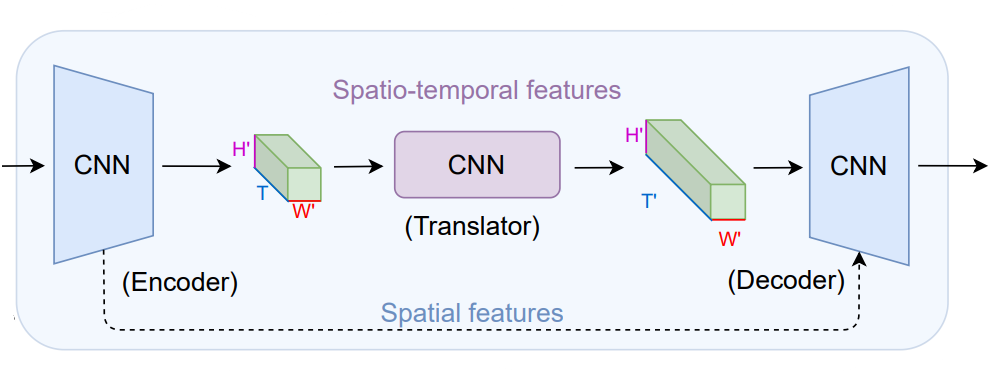 Spatio-temporal features
CNN
H'
T
W'
CNN
(Translator)
H'
T'
W'
CNN
(Encoder)
(Decoder)
Spatial features